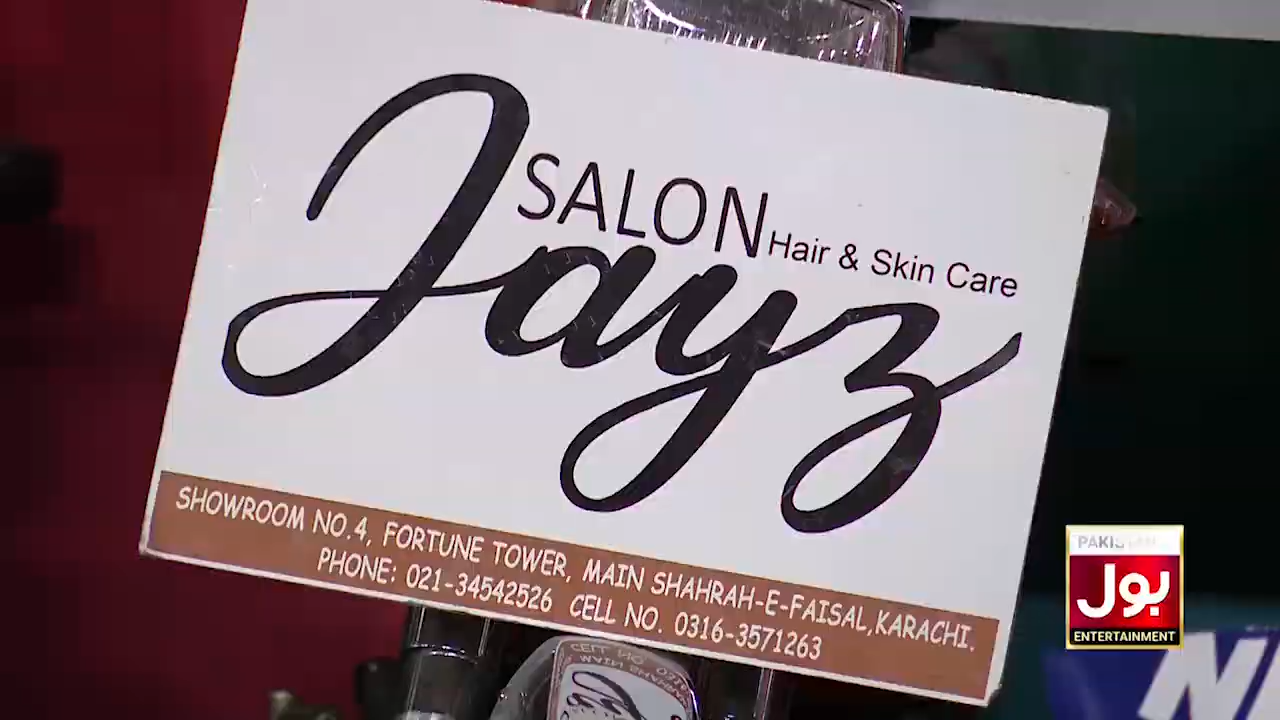 SALON
Hair & Skin Care
Jayz
SHOWROOM NO.4, FORTUNE TOWER, MAIN SHAHRAH-E-FAISAL,KARACHI.
PHONE: 021-34542526 CELL NO. 0316-3571263
PAKISTAN
بول
ENTERTAINMENT